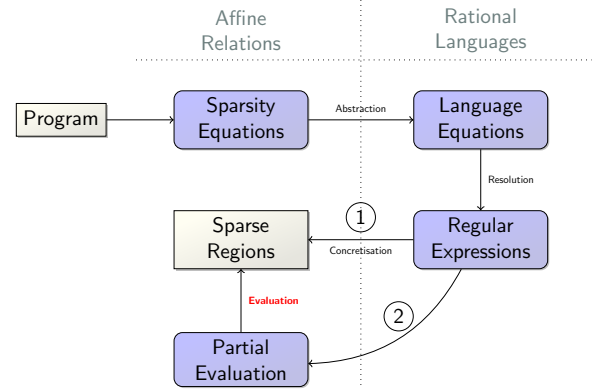 Affine
Relations
Rational
Languages
Program
Sparsity
Equations
Abstraction
Language
Equations
Resolution
Sparse
Regions
1
Concretisation
Regular
Expressions
Evaluation
2
Partial
Evaluation